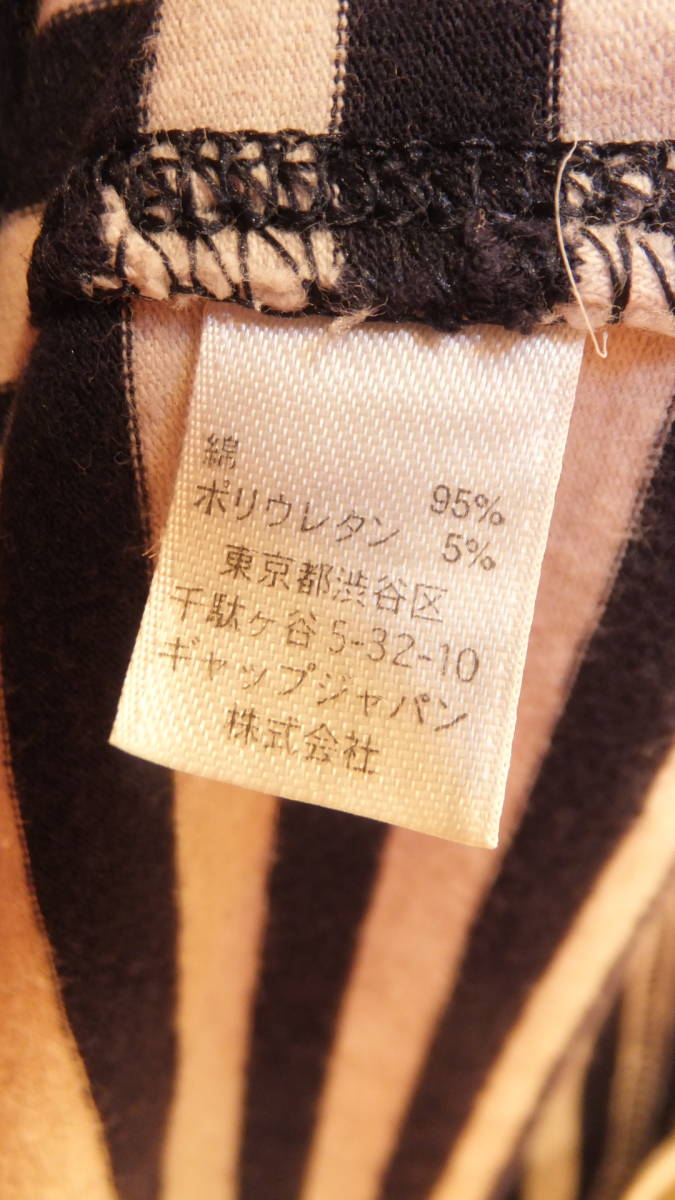 綿 95%
ポリウレタン 5%
東京都渋谷区
千駄ヶ谷5-32-10
ギャップジャパン
株式会社